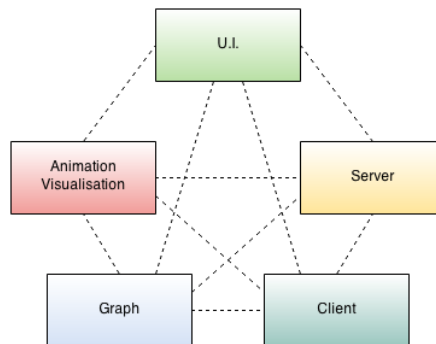 U.I.
Animation
Visualisation
Server
Graph
Client